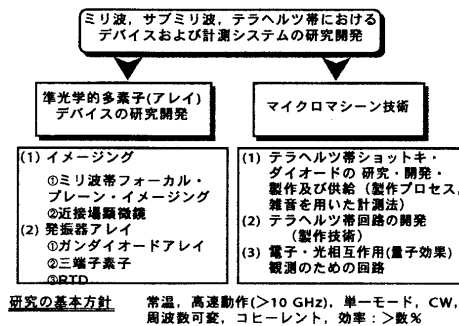 ミリ波，サブミリ波，テラヘルツ帯における
デバイスおよび計測システムの研究開発
準光学的多素子(アレイ)
デバイスの研究開発
(1) イメージング
①ミリ波帯フォーカル・
プレーン・イメージング
②近接場顕微鏡
(2) 発振器アレイ
①ガンダイオードアレイ
②三端子素子
③RTD
マイクロマシーン技術
(1) テラヘルツ帯ショットキ・
ダイオードの 研究・開発・
製作及び供給（製作プロセス，
雑音を用いた計測法）
(2) テラヘルツ帯回路の開発
（製作技術）
(3) 電子・光相互作用(量子効果)
観測のための回路
研究の基本方針 常温，高速動作(>10 GHz)，単一モード，CW，
周波数可変，コヒーレント，効率：>数%